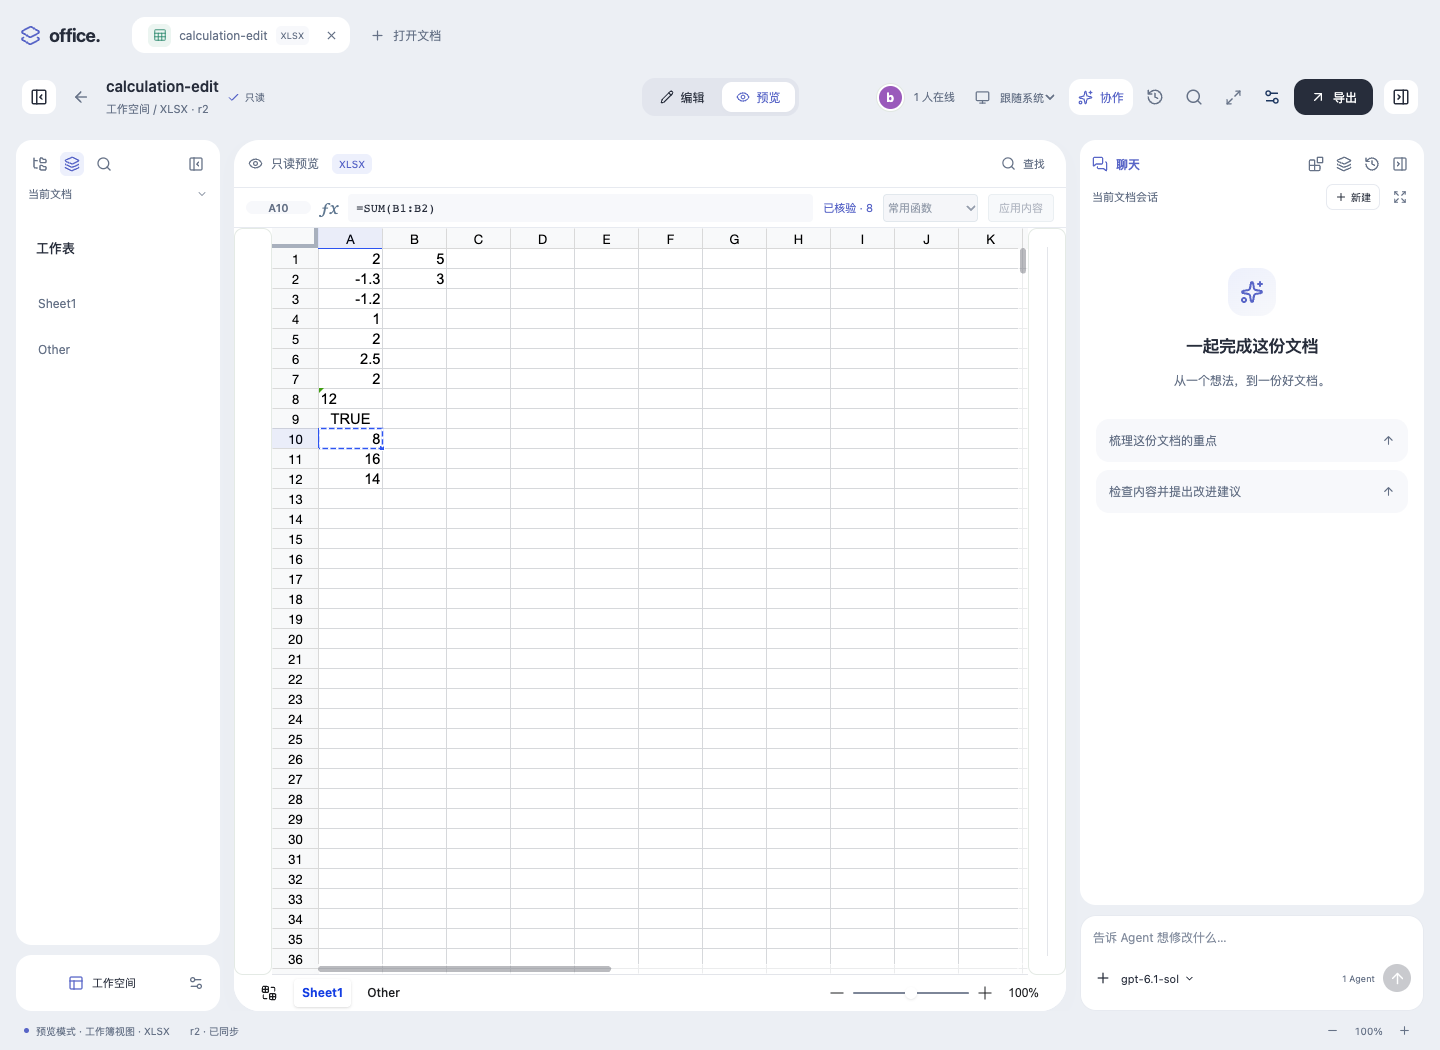 office.
calculation-edit XLSX
打开文档
calculation-edit
只读
工作空间 / XLSX · r2
编辑
预览
b
1 人在线
跟随系统
协作
导出
当前文档
工作表
Sheet1
Other
工作空间
只读预览 XLSX
查找
A10
fx
=SUM(B1:B2)
已核验 · 8
常用函数
应用内容
A B C D E F G H I J K
1 2 5
2 -1.3 3
3 -1.2
4 1
5 2
6 2.5
7 2
8 12
9 TRUE
10 8
11 16
12 14
13
14
15
16
17
18
19
20
21
22
23
24
25
26
27
28
29
30
31
32
33
34
35
36
Sheet1 Other
100%
聊天
当前文档会话
新建
一起完成这份文档
从一个想法，到一份好文档。
梳理这份文档的重点
检查内容并提出改进建议
告诉 Agent 想修改什么...
gpt-6.1-sol
1 Agent
预览模式 · 工作簿视图 · XLSX
r2 · 已同步
100%